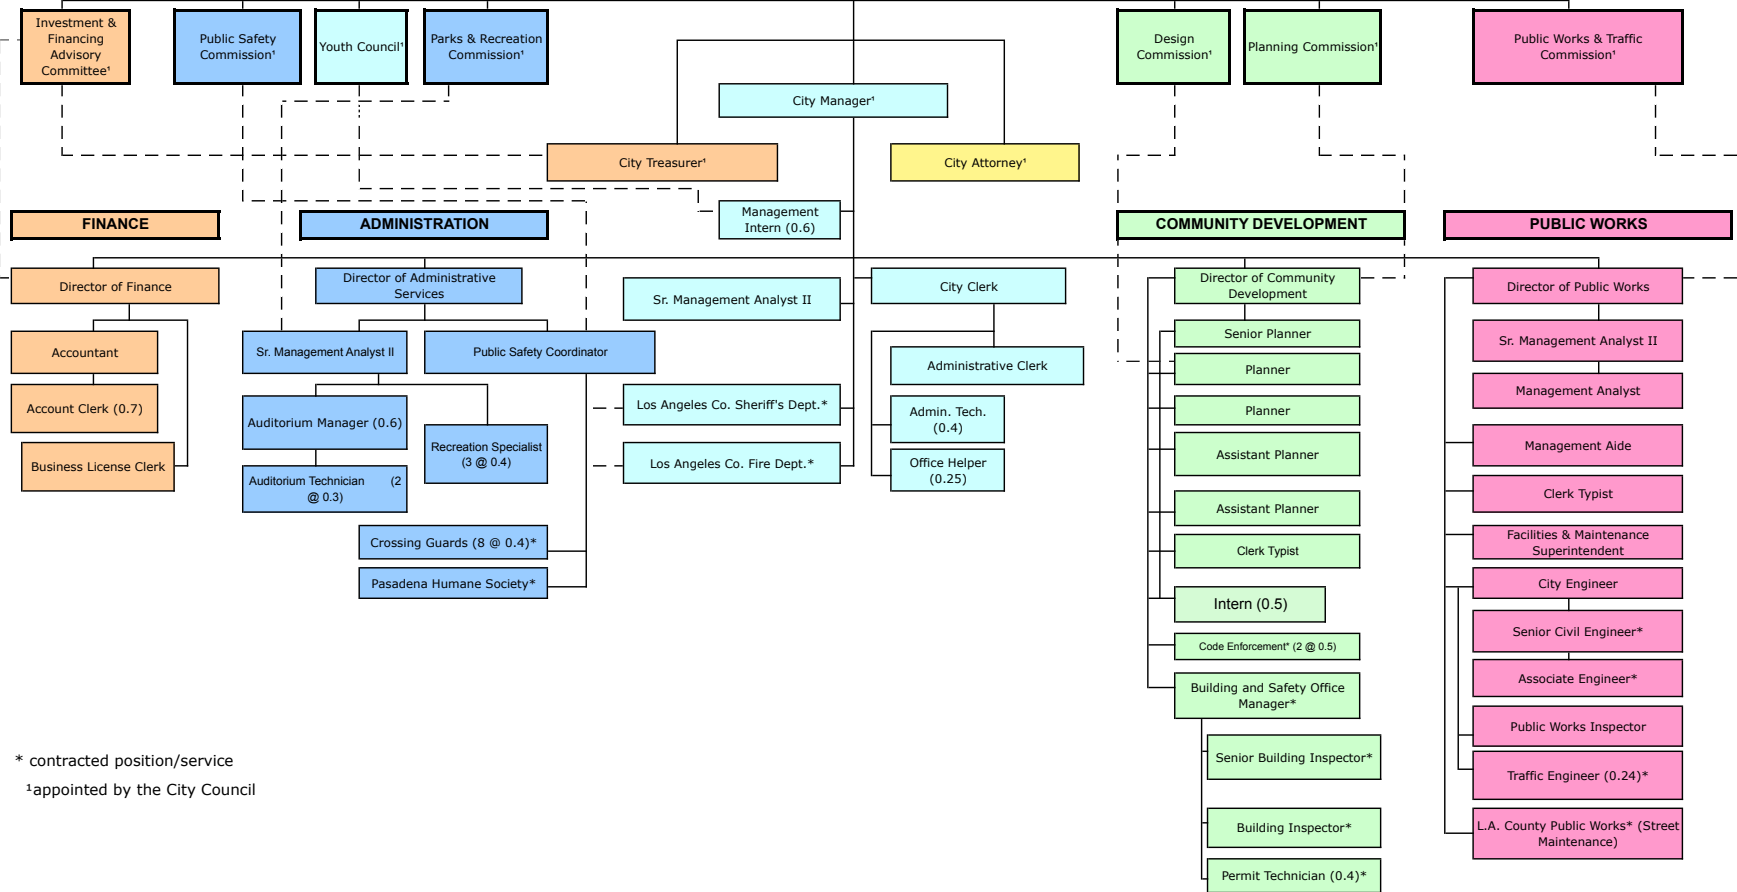 Investment &
Financing
Advisory
Committee¹
Public Safety
Commission¹
Youth Council¹
Parks & Recreation
Commission¹
Design
Commission¹
Planning Commission¹
Public Works & Traffic
Commission¹
City Manager¹
City Treasurer¹
City Attorney¹
Management
Intern (0.6)
FINANCE
ADMINISTRATION
COMMUNITY DEVELOPMENT
PUBLIC WORKS
Director of Finance
Accountant
Account Clerk (0.7)
Business License Clerk
Director of Administrative
Services
Sr. Management Analyst II
Public Safety Coordinator
Auditorium Manager (0.6)
Recreation Specialist
(3 @ 0.4)
Auditorium Technician (2
@ 0.3)
Crossing Guards (8 @ 0.4)*
Pasadena Humane Society*
Sr. Management Analyst II
Los Angeles Co. Sheriff's Dept.*
Los Angeles Co. Fire Dept.*
City Clerk
Administrative Clerk
Admin. Tech.
(0.4)
Office Helper
(0.25)
Director of Community
Development
Senior Planner
Planner
Planner
Assistant Planner
Assistant Planner
Clerk Typist
Intern (0.5)
Code Enforcement* (2 @ 0.5)
Building and Safety Office
Manager*
Senior Building Inspector*
Building Inspector*
Permit Technician (0.4)*
Director of Public Works
Sr. Management Analyst II
Management Analyst
Management Aide
Clerk Typist
Facilities & Maintenance
Superintendent
City Engineer
Senior Civil Engineer*
Associate Engineer*
Public Works Inspector
Traffic Engineer (0.24)*
L.A. County Public Works* (Street
Maintenance)
* contracted position/service
¹appointed by the City Council